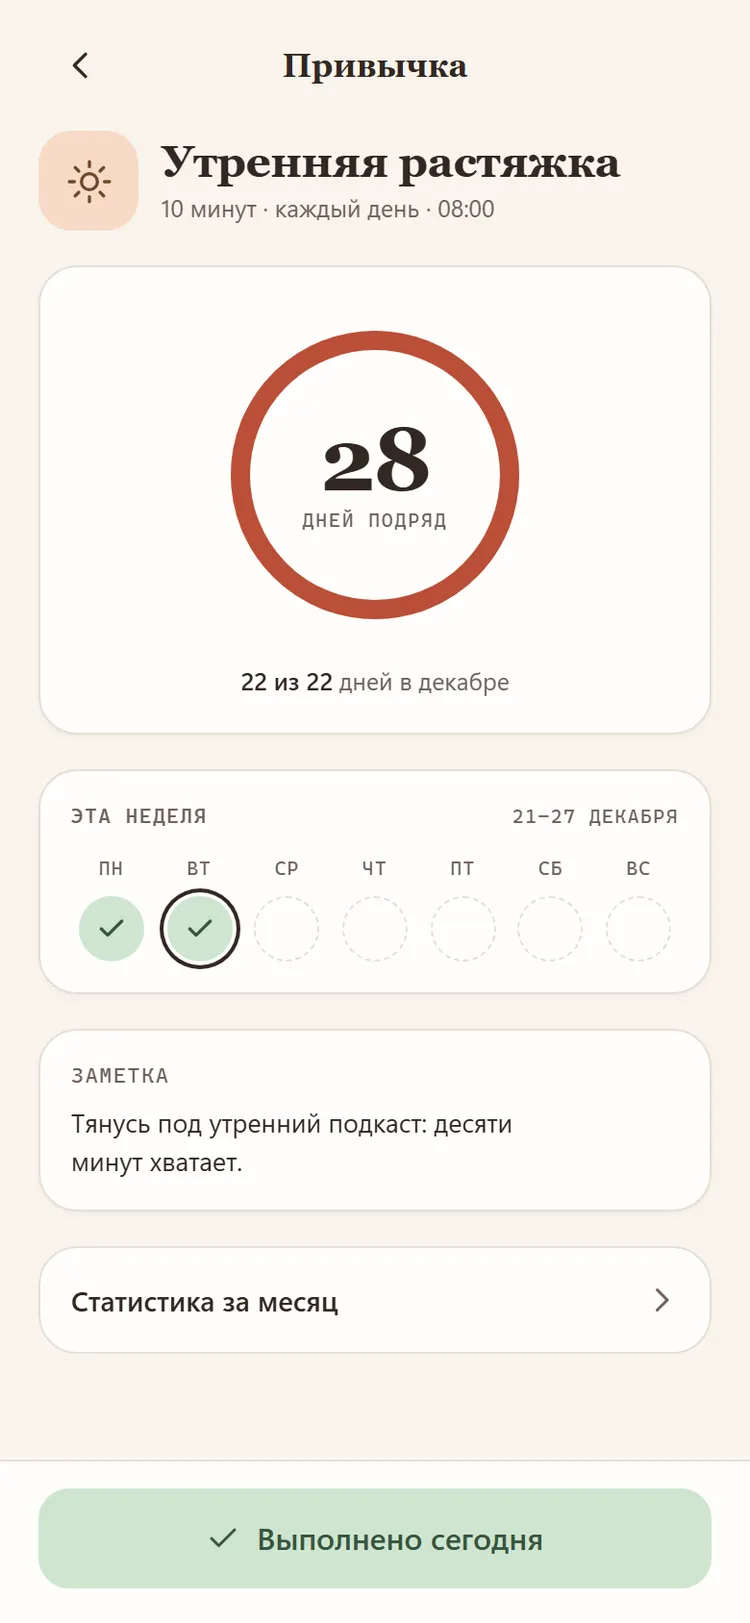 Привычка
Утренняя растяжка
10 минут · каждый день · 08:00
28
ДНЕЙ ПОДРЯД
22 из 22 дней в декабре
ЭТА НЕДЕЛЯ 21–27 ДЕКАБРЯ
ПН ВТ СР ЧТ ПТ СБ ВС
ЗАМЕТКА
Тянусь под утренний подкаст: десяти
минут хватает.
Статистика за месяц
Выполнено сегодня